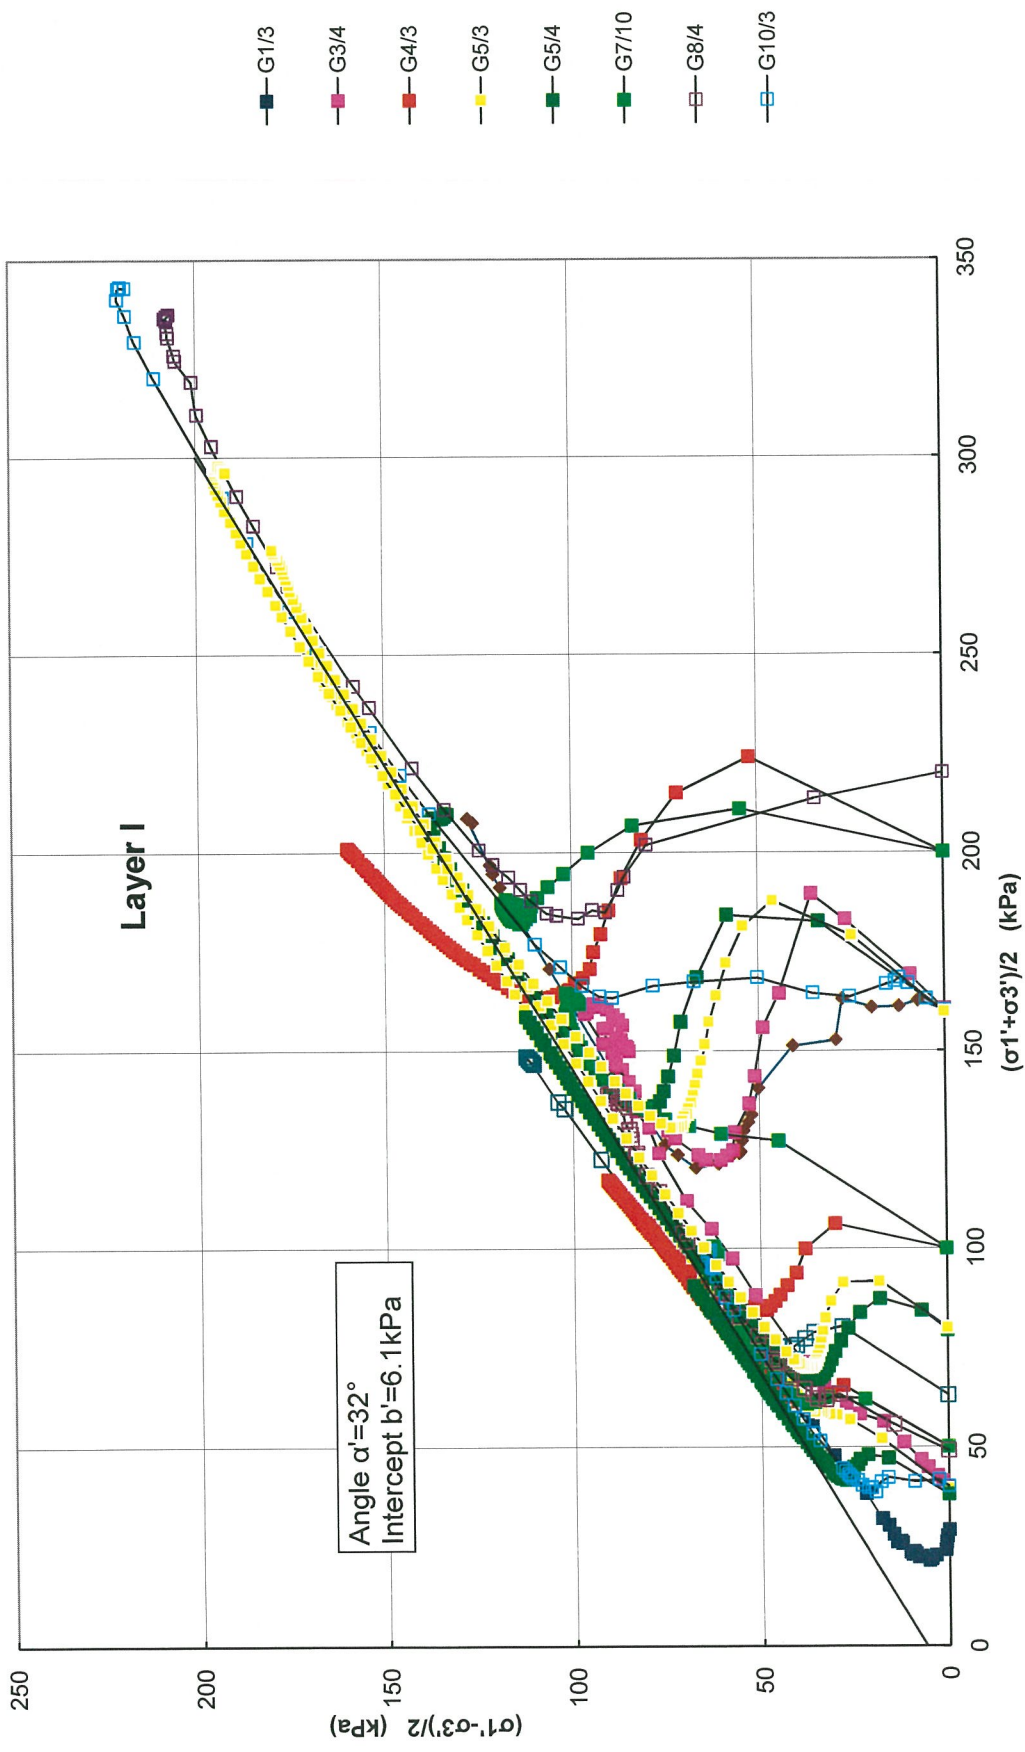 Layer I
Angle α'=32°
Intercept b'=6.1kPa
250
200
150
100
50
0
(σ1'-σ3')/2 (kPa)
0
50
100
150
200
250
300
350
(σ1'+σ3')/2 (kPa)
G1/3
G3/4
G4/3
G5/3
G5/4
G7/10
G8/4
G10/3